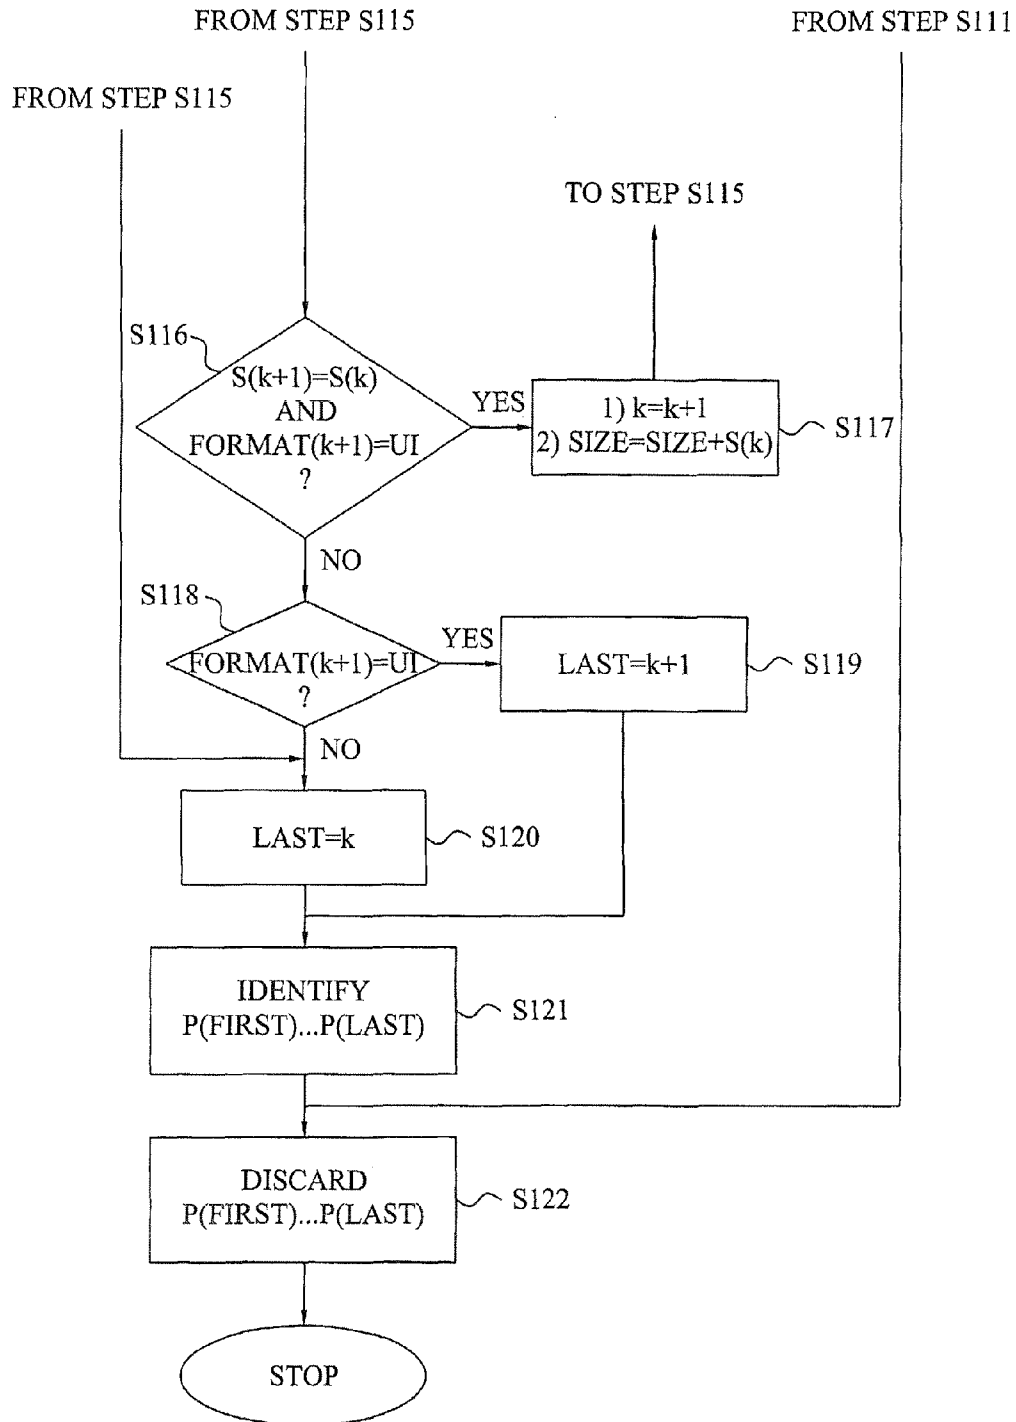 FROM STEP S115
FROM STEP S111
FROM STEP S115
TO STEP S115
S116
S(k+1)=S(k)
AND
FORMAT(k+1)=UI
?
YES
1) k=k+1
2) SIZE=SIZE+S(k)
S117
NO
S118
FORMAT(k+1)=UI
?
YES
LAST=k+1
S119
NO
LAST=k
S120
IDENTIFY
P(FIRST)...P(LAST)
S121
DISCARD
P(FIRST)...P(LAST)
S122
STOP